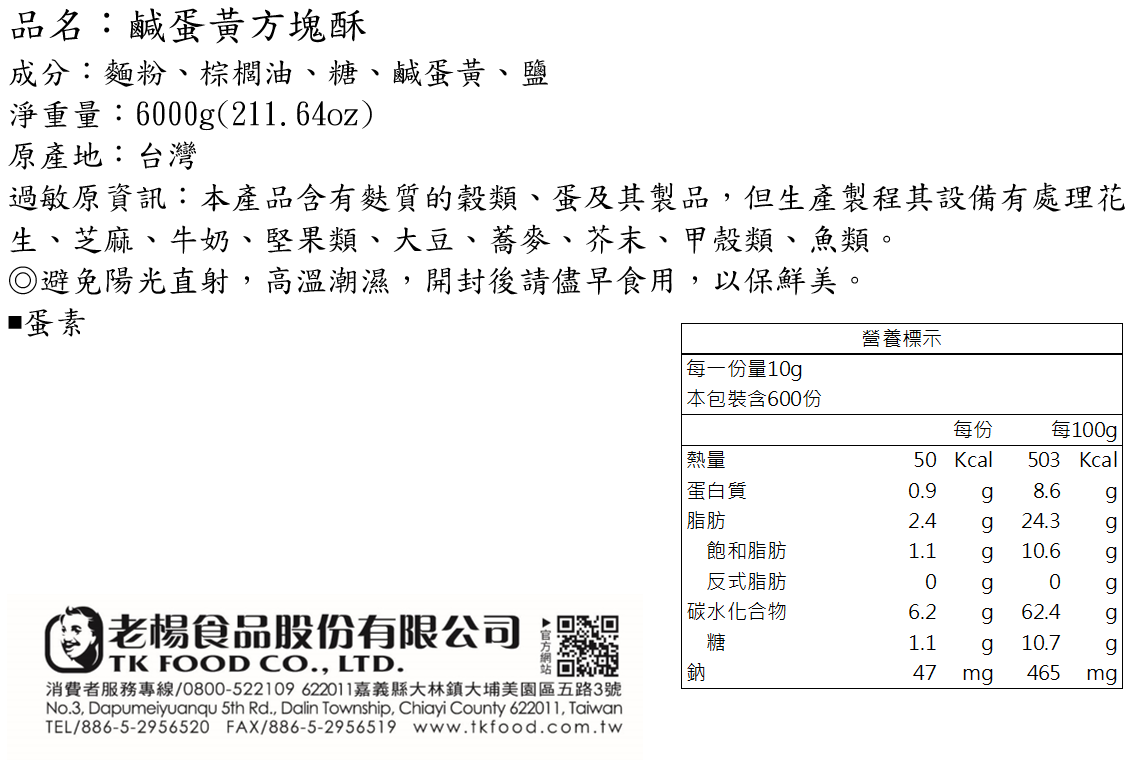 品名：鹹蛋黃方塊酥
成分：麵粉、棕櫚油、糖、鹹蛋黃、鹽
淨重量：6000g(211.64oz)
原產地：台灣
過敏原資訊：本產品含有麩質的穀類、蛋及其製品，但生產製程其設備有處理花
生、芝麻、牛奶、堅果類、大豆、蕎麥、芥末、甲殼類、魚類。
◎避免陽光直射，高溫潮濕，開封後請儘早食用，以保鮮美。
■蛋素
營養標示
每一份量10g
本包裝含600份
每份 每100g
熱量 50 Kcal 503 Kcal
蛋白質 0.9 g 8.6 g
脂肪 2.4 g 24.3 g
飽和脂肪 1.1 g 10.6 g
反式脂肪 0 g 0 g
碳水化合物 6.2 g 62.4 g
糖 1.1 g 10.7 g
鈉 47 mg 465 mg
老楊食品股份有限公司
TK FOOD CO., LTD.
▶官方網站
消費者服務專線/0800-522109 622011嘉義縣大林鎮大埔美園區五路3號
No.3, Dapumeiyuanqu 5th Rd., Dalin Township, Chiayi County 622011, Taiwan
TEL/886-5-2956520 FAX/886-5-2956519 www.tkfood.com.tw